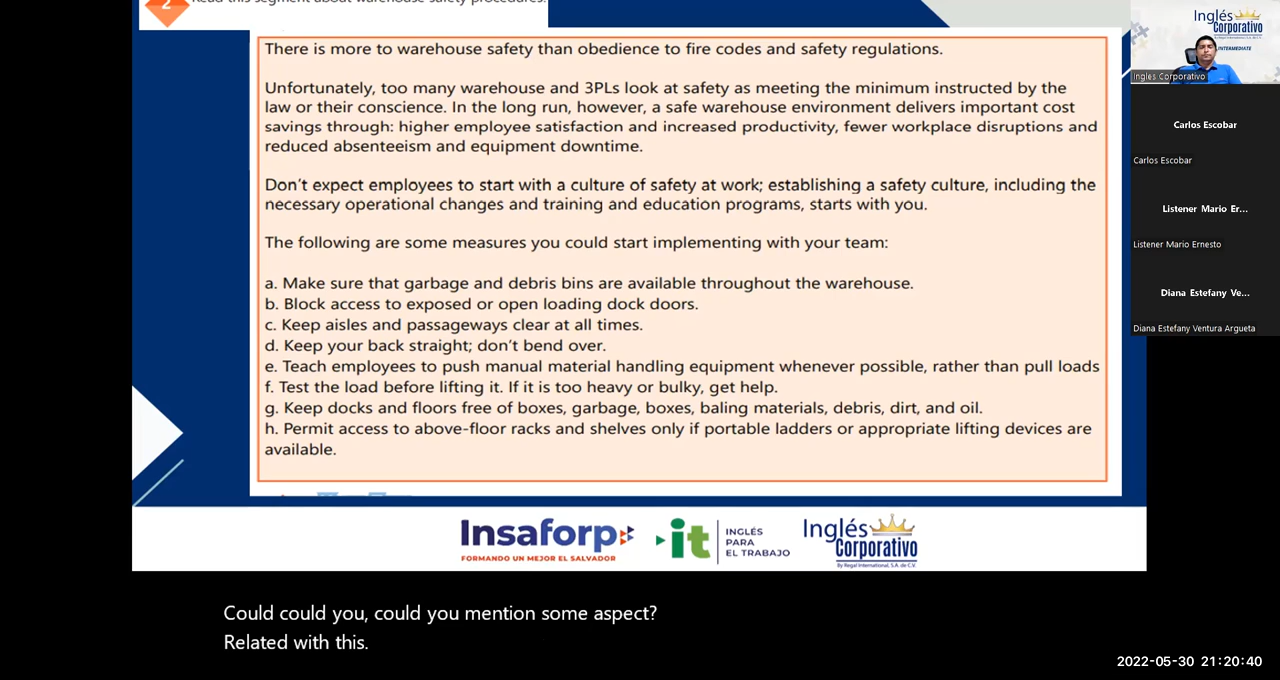 2 Read this segment about warehouse safety procedures:
There is more to warehouse safety than obedience to fire codes and safety regulations.
Unfortunately, too many warehouse and 3PLs look at safety as meeting the minimum instructed by the
law or their conscience. In the long run, however, a safe warehouse environment delivers important cost
savings through: higher employee satisfaction and increased productivity, fewer workplace disruptions and
reduced absenteeism and equipment downtime.
Don't expect employees to start with a culture of safety at work; establishing a safety culture, including the
necessary operational changes and training and education programs, starts with you.
The following are some measures you could start implementing with your team:
a. Make sure that garbage and debris bins are available throughout the warehouse.
b. Block access to exposed or open loading dock doors.
c. Keep aisles and passageways clear at all times.
d. Keep your back straight; don't bend over.
e. Teach employees to push manual material handling equipment whenever possible, rather than pull loads
f. Test the load before lifting it. If it is too heavy or bulky, get help.
g. Keep docks and floors free of boxes, garbage, boxes, baling materials, debris, dirt, and oil.
h. Permit access to above-floor racks and shelves only if portable ladders or appropriate lifting devices are
available.
Insaforp
FORMANDO UN MEJOR EL SALVADOR
it
INGLÉS
PARA
EL TRABAJO
Inglés
Corporativo
By Regal International, S.A. de C.V.
Inglés
Corporativo
INTERMEDIATE
Ingles Corporativo
Carlos Escobar
Carlos Escobar
Listener Mario Er...
Listener Mario Ernesto
Diana Estefany Ve...
Diana Estefany Ventura Argueta
Could could you, could you mention some aspect?
Related with this.
2022-05-30 21:20:40